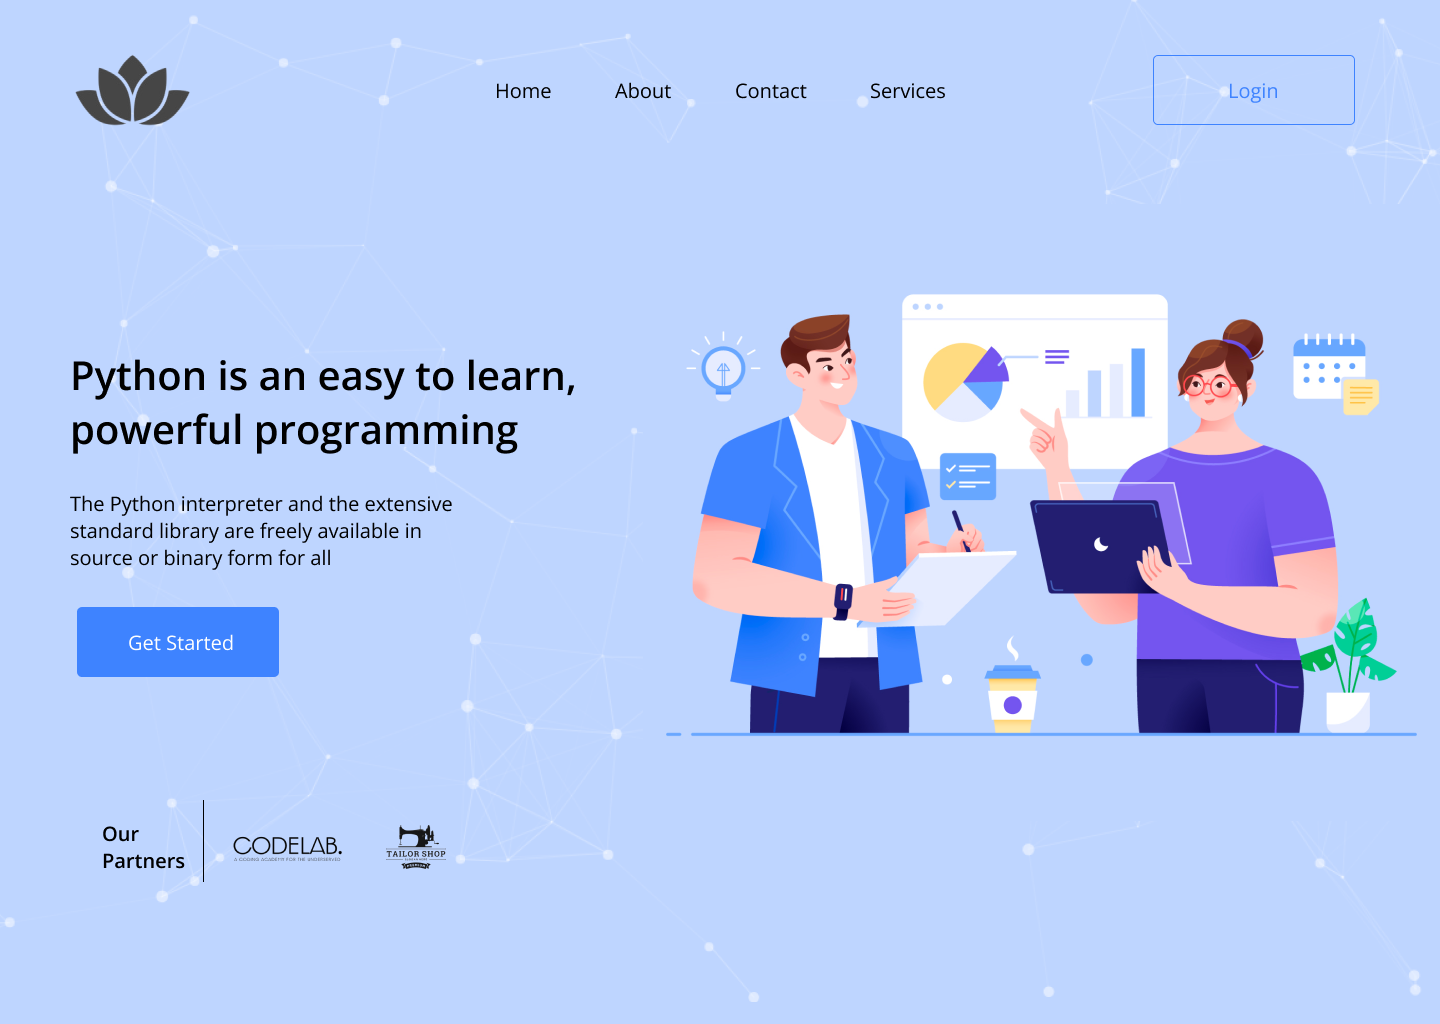 Home About Contact Services Login
Python is an easy to learn,
powerful programming
The Python interpreter and the extensive
standard library are freely available in
source or binary form for all
Get Started
Our
Partners
CODELAB.
A CODING ACADEMY FOR THE UNDERSERVED
TAILOR SHOP